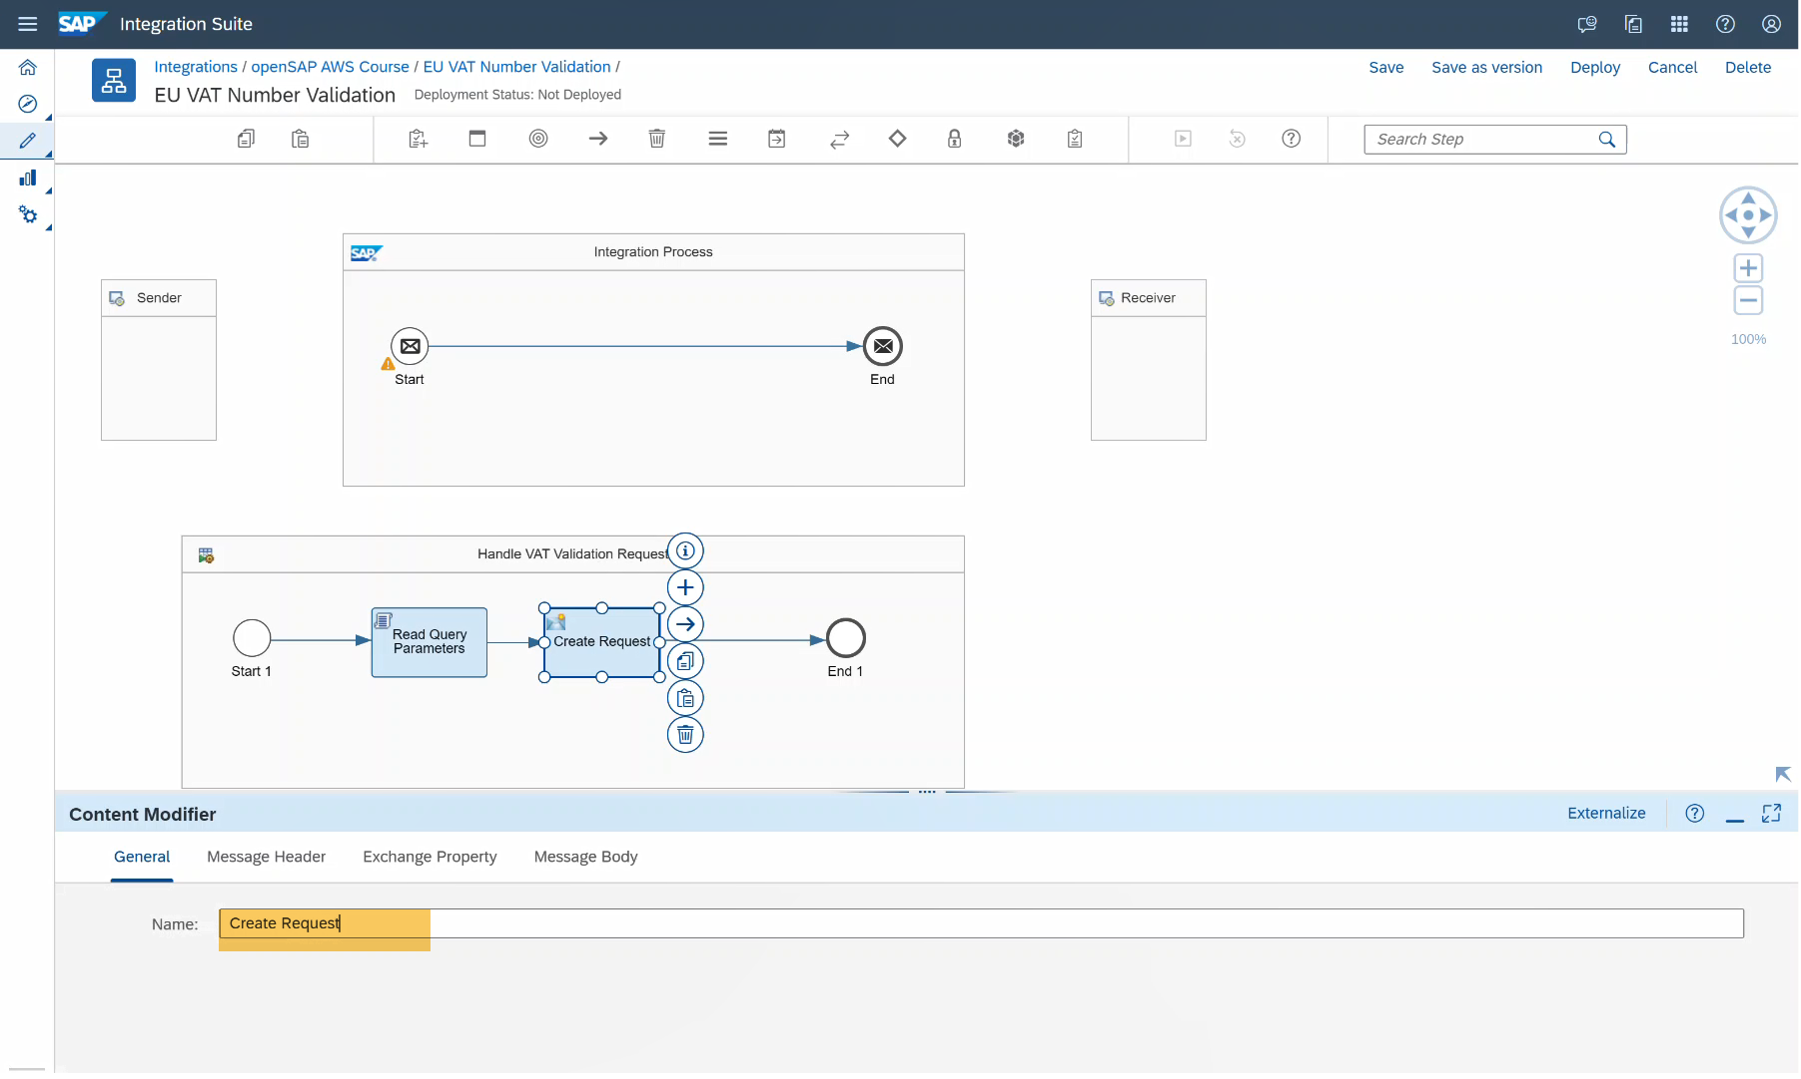 SAP Integration Suite
Integrations / openSAP AWS Course / EU VAT Number Validation /
EU VAT Number Validation Deployment Status: Not Deployed
Save Save as version Deploy Cancel Delete
Search Step
SAP Integration Process
Sender
Receiver
Start
End
100%
Handle VAT Validation Request
Read Query
Parameters
Create Request
Start 1
End 1
Content Modifier
Externalize
General Message Header Exchange Property Message Body
Name: Create Request